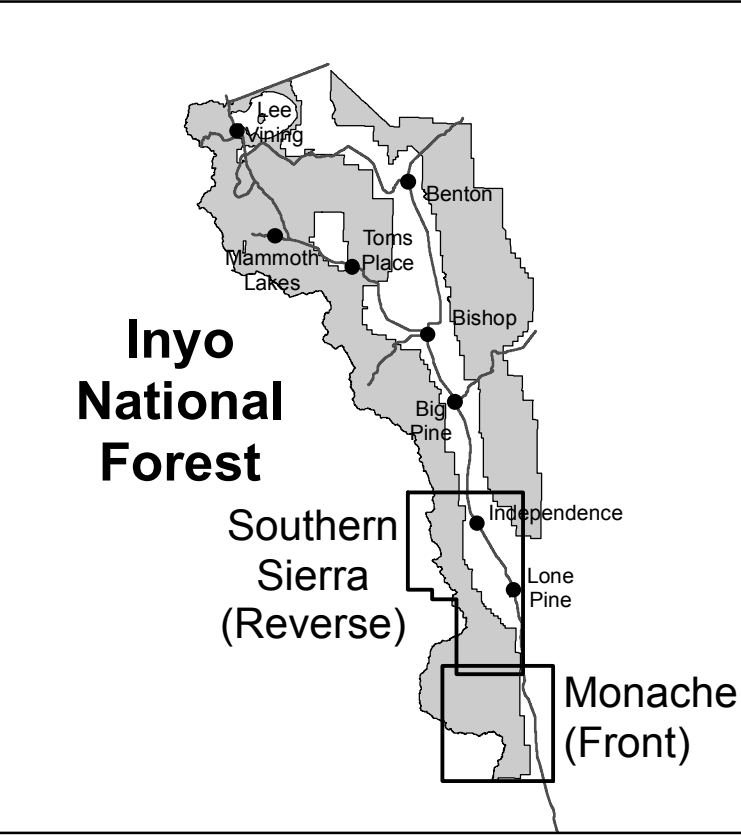 Lee
Vining
Benton
Toms
Place
Mammoth
Lakes
Bishop
Inyo
National
Forest
Big
Pine
Independence
Southern
Sierra
(Reverse)
Lone
Pine
Monache
(Front)